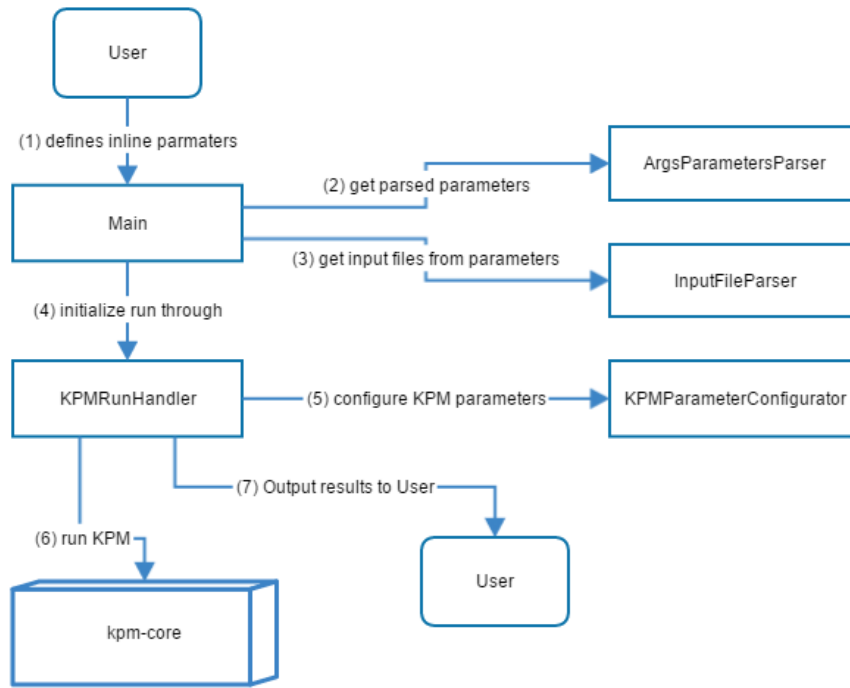 User
(1) defines inline parmaters
ArgsParametersParser
(2) get parsed parameters
Main
(3) get input files from parameters
InputFileParser
(4) initialize run through
KPMRunHandler
(5) configure KPM parameters
KPMParameterConfigurator
(7) Output results to User
(6) run KPM
User
kpm-core